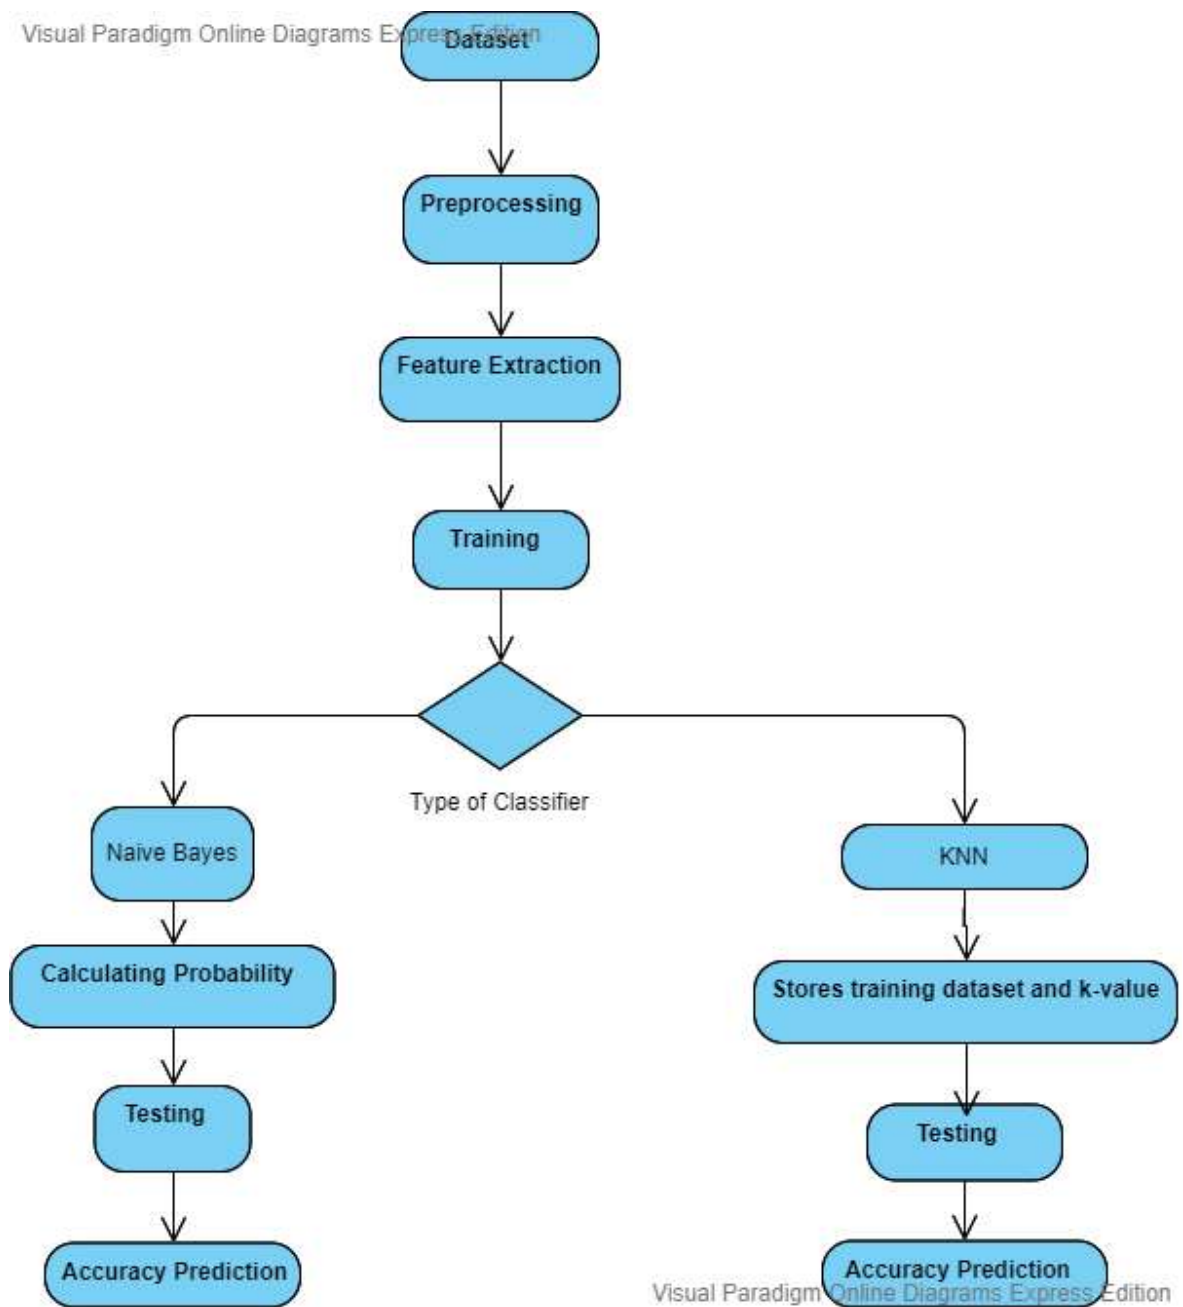 Visual Paradigm Online Diagrams Express Edition
Dataset
Preprocessing
Feature Extraction
Training
Type of Classifier
Naive Bayes
KNN
Calculating Probability
Stores training dataset and k-value
Testing
Testing
Accuracy Prediction
Accuracy Prediction
Visual Paradigm Online Diagrams Express Edition